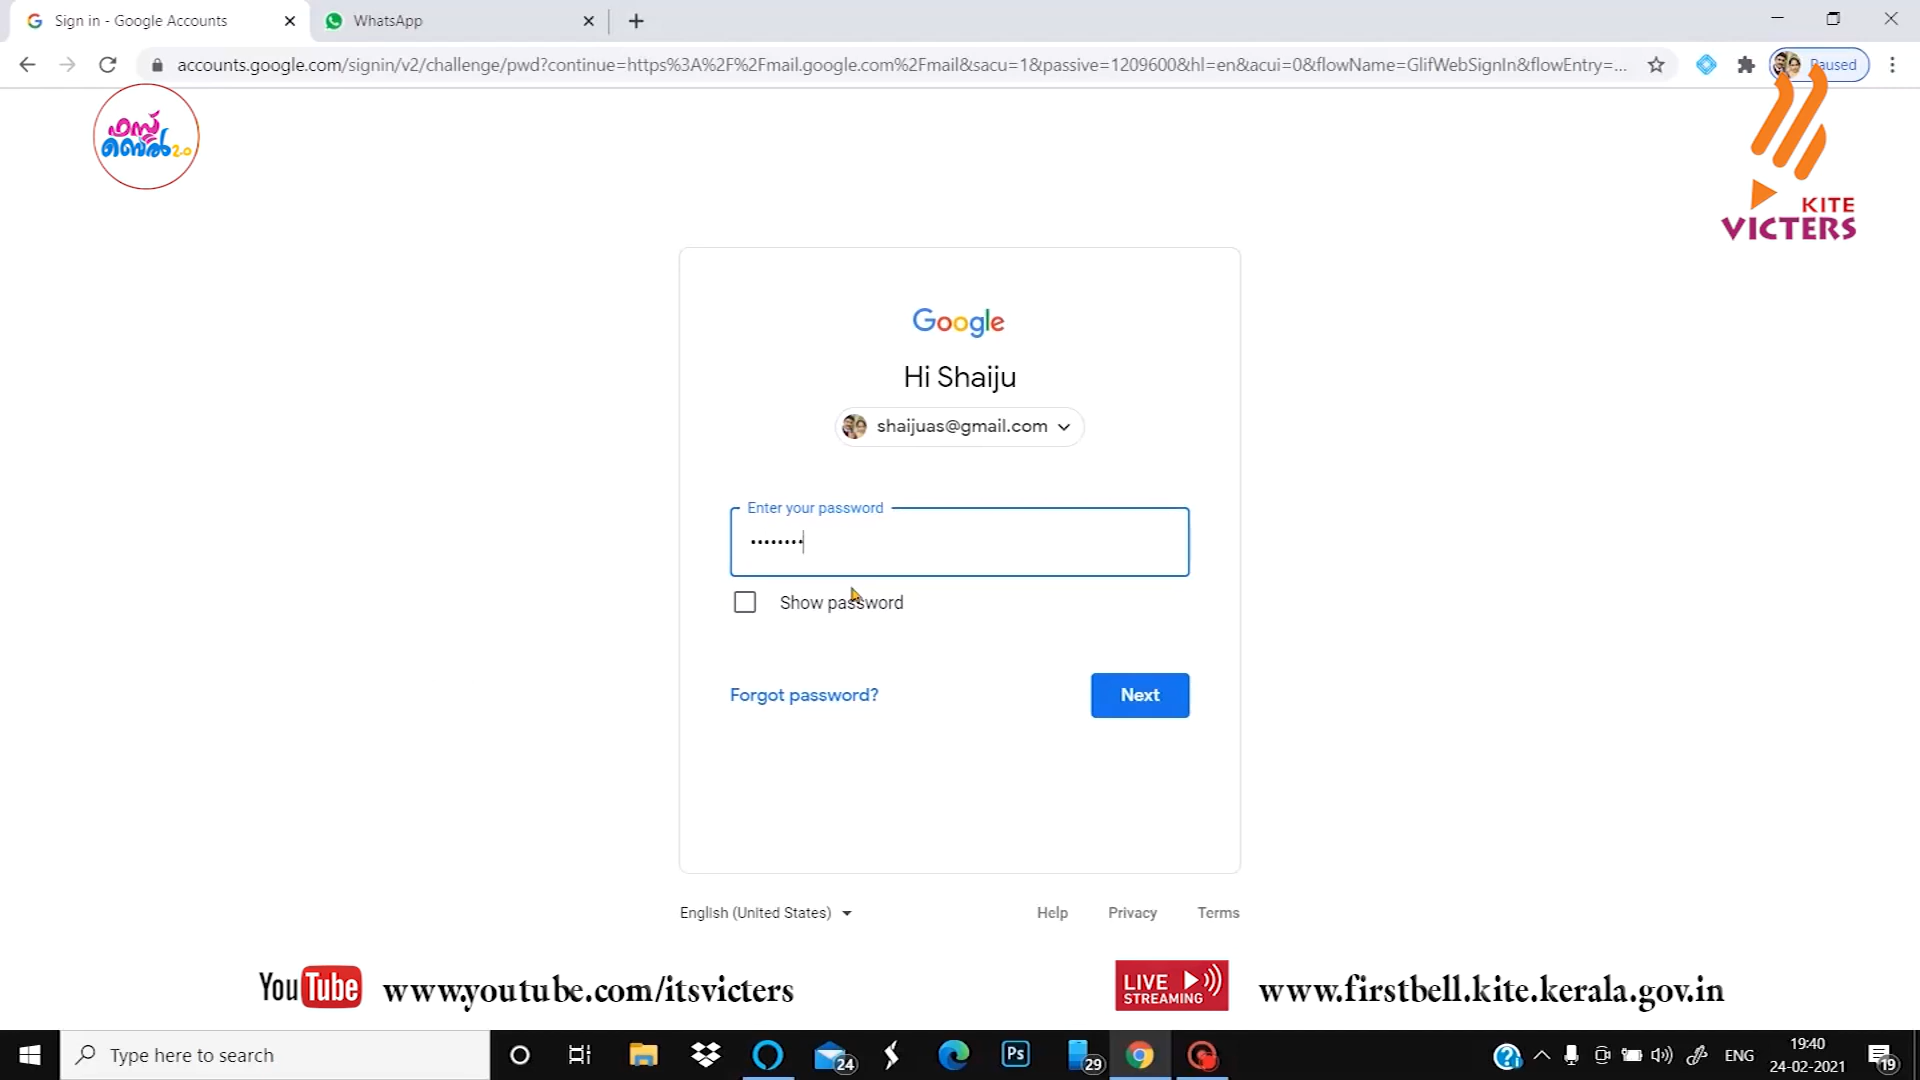 Sign in - Google Accounts
WhatsApp
accounts.google.com/signin/v2/challenge/pwd?continue=https%3A%2F%2Fmail.google.com%2Fmail&sacu=1&passive=1209600&hl=en&acui=0&flowName=GlifWebSignIn&flowEntry=...
Paused
ഫസ്റ്റ്
ബെൽ 2.0
KITE
VICTERS
Google
Hi Shaiju
shaijuas@gmail.com
Enter your password
••••••••
Show password
Forgot password?
Next
English (United States)
Help
Privacy
Terms
YouTube
www.youtube.com/itsvicters
LIVE
STREAMING
www.firstbell.kite.kerala.gov.in
Type here to search
24
Ps
29
ENG
19:40
24-02-2021
19